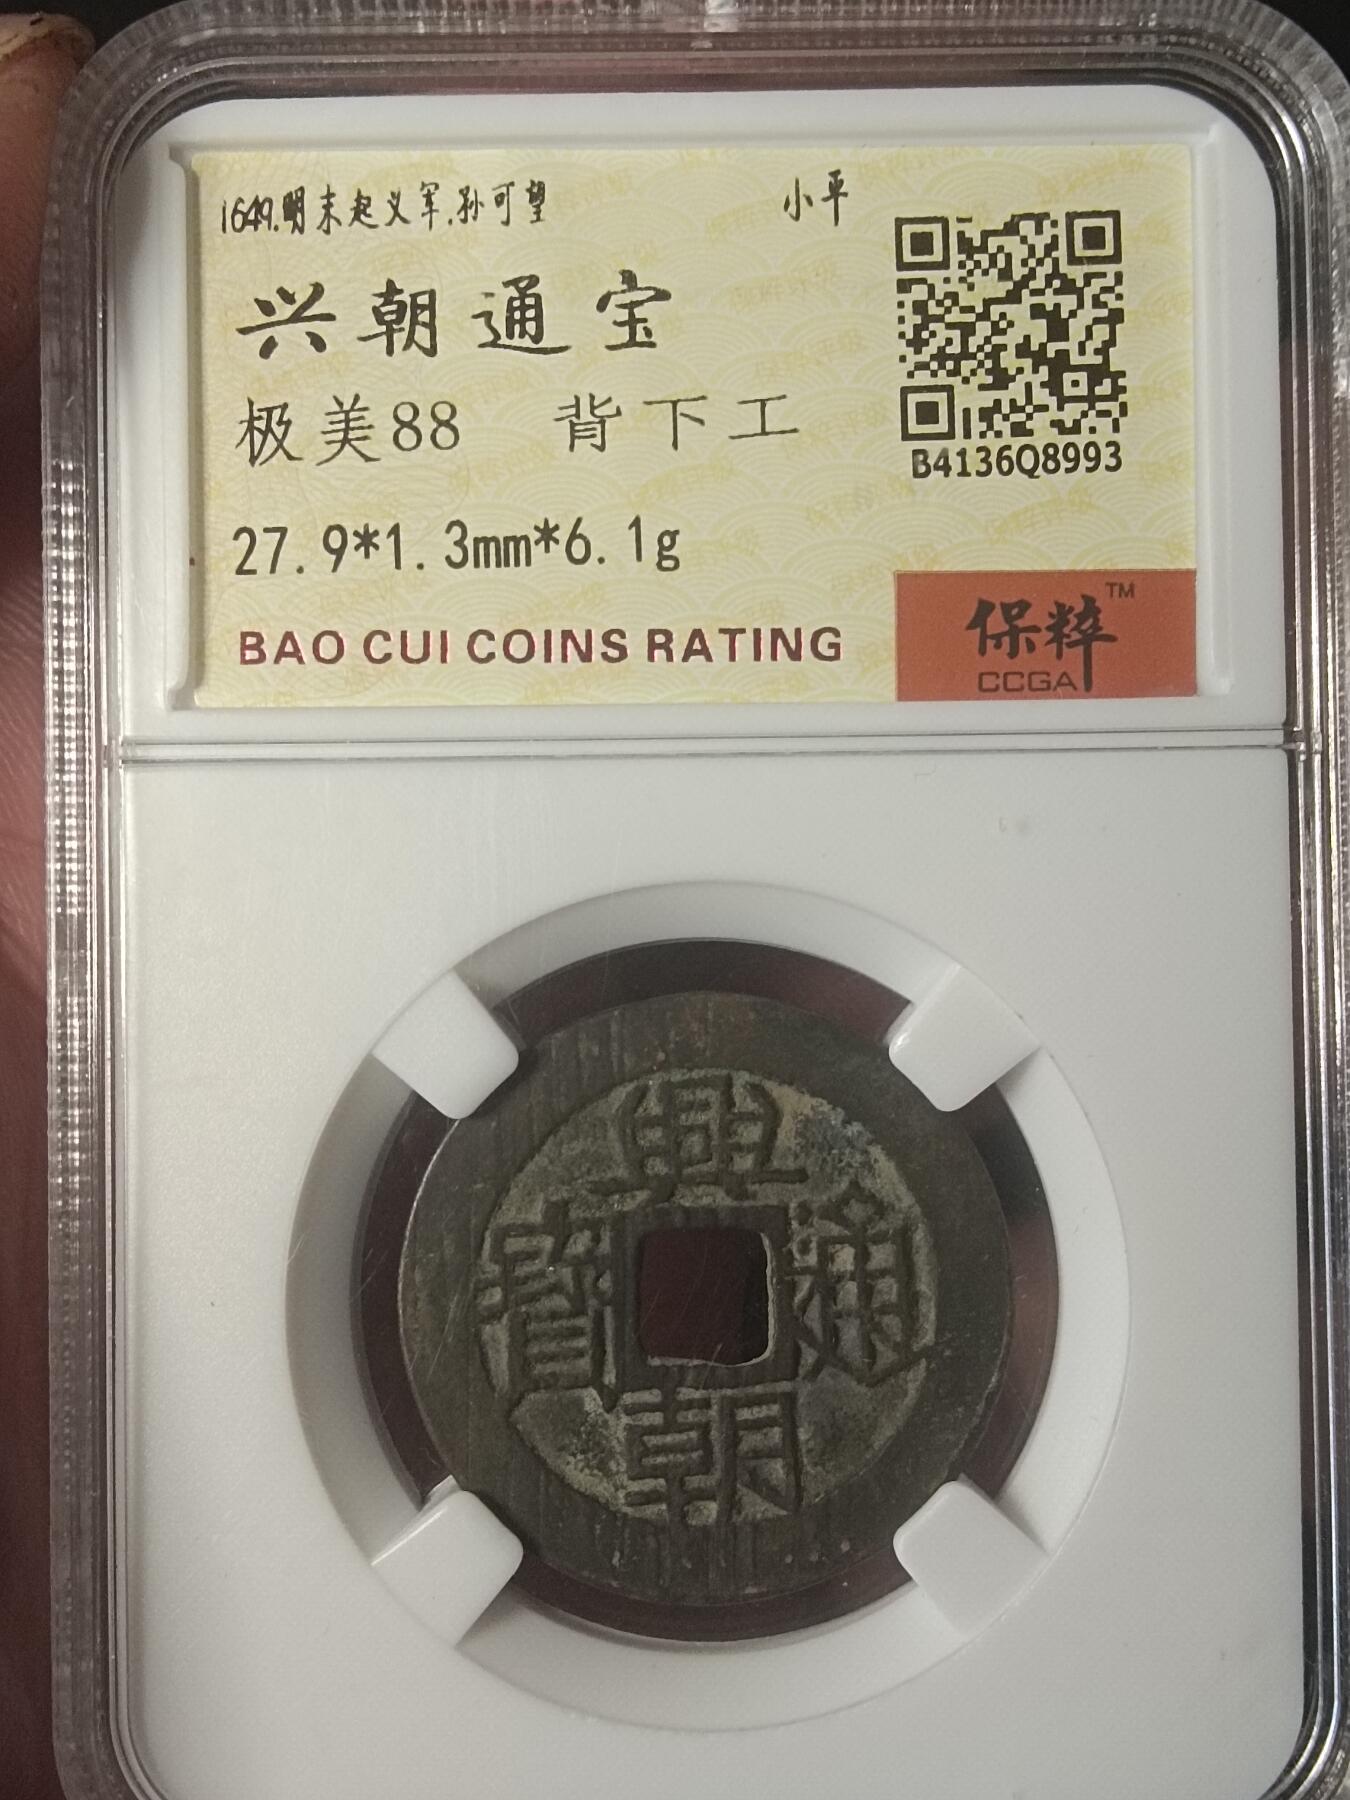 1649.明末起义军.孙可望 小平
兴朝通宝
极美88 背下工
B4136Q8993
27.9*1.3mm*6.1g
BAO CUI COINS RATING
保粹™
CCGA
興
寶 通
朝